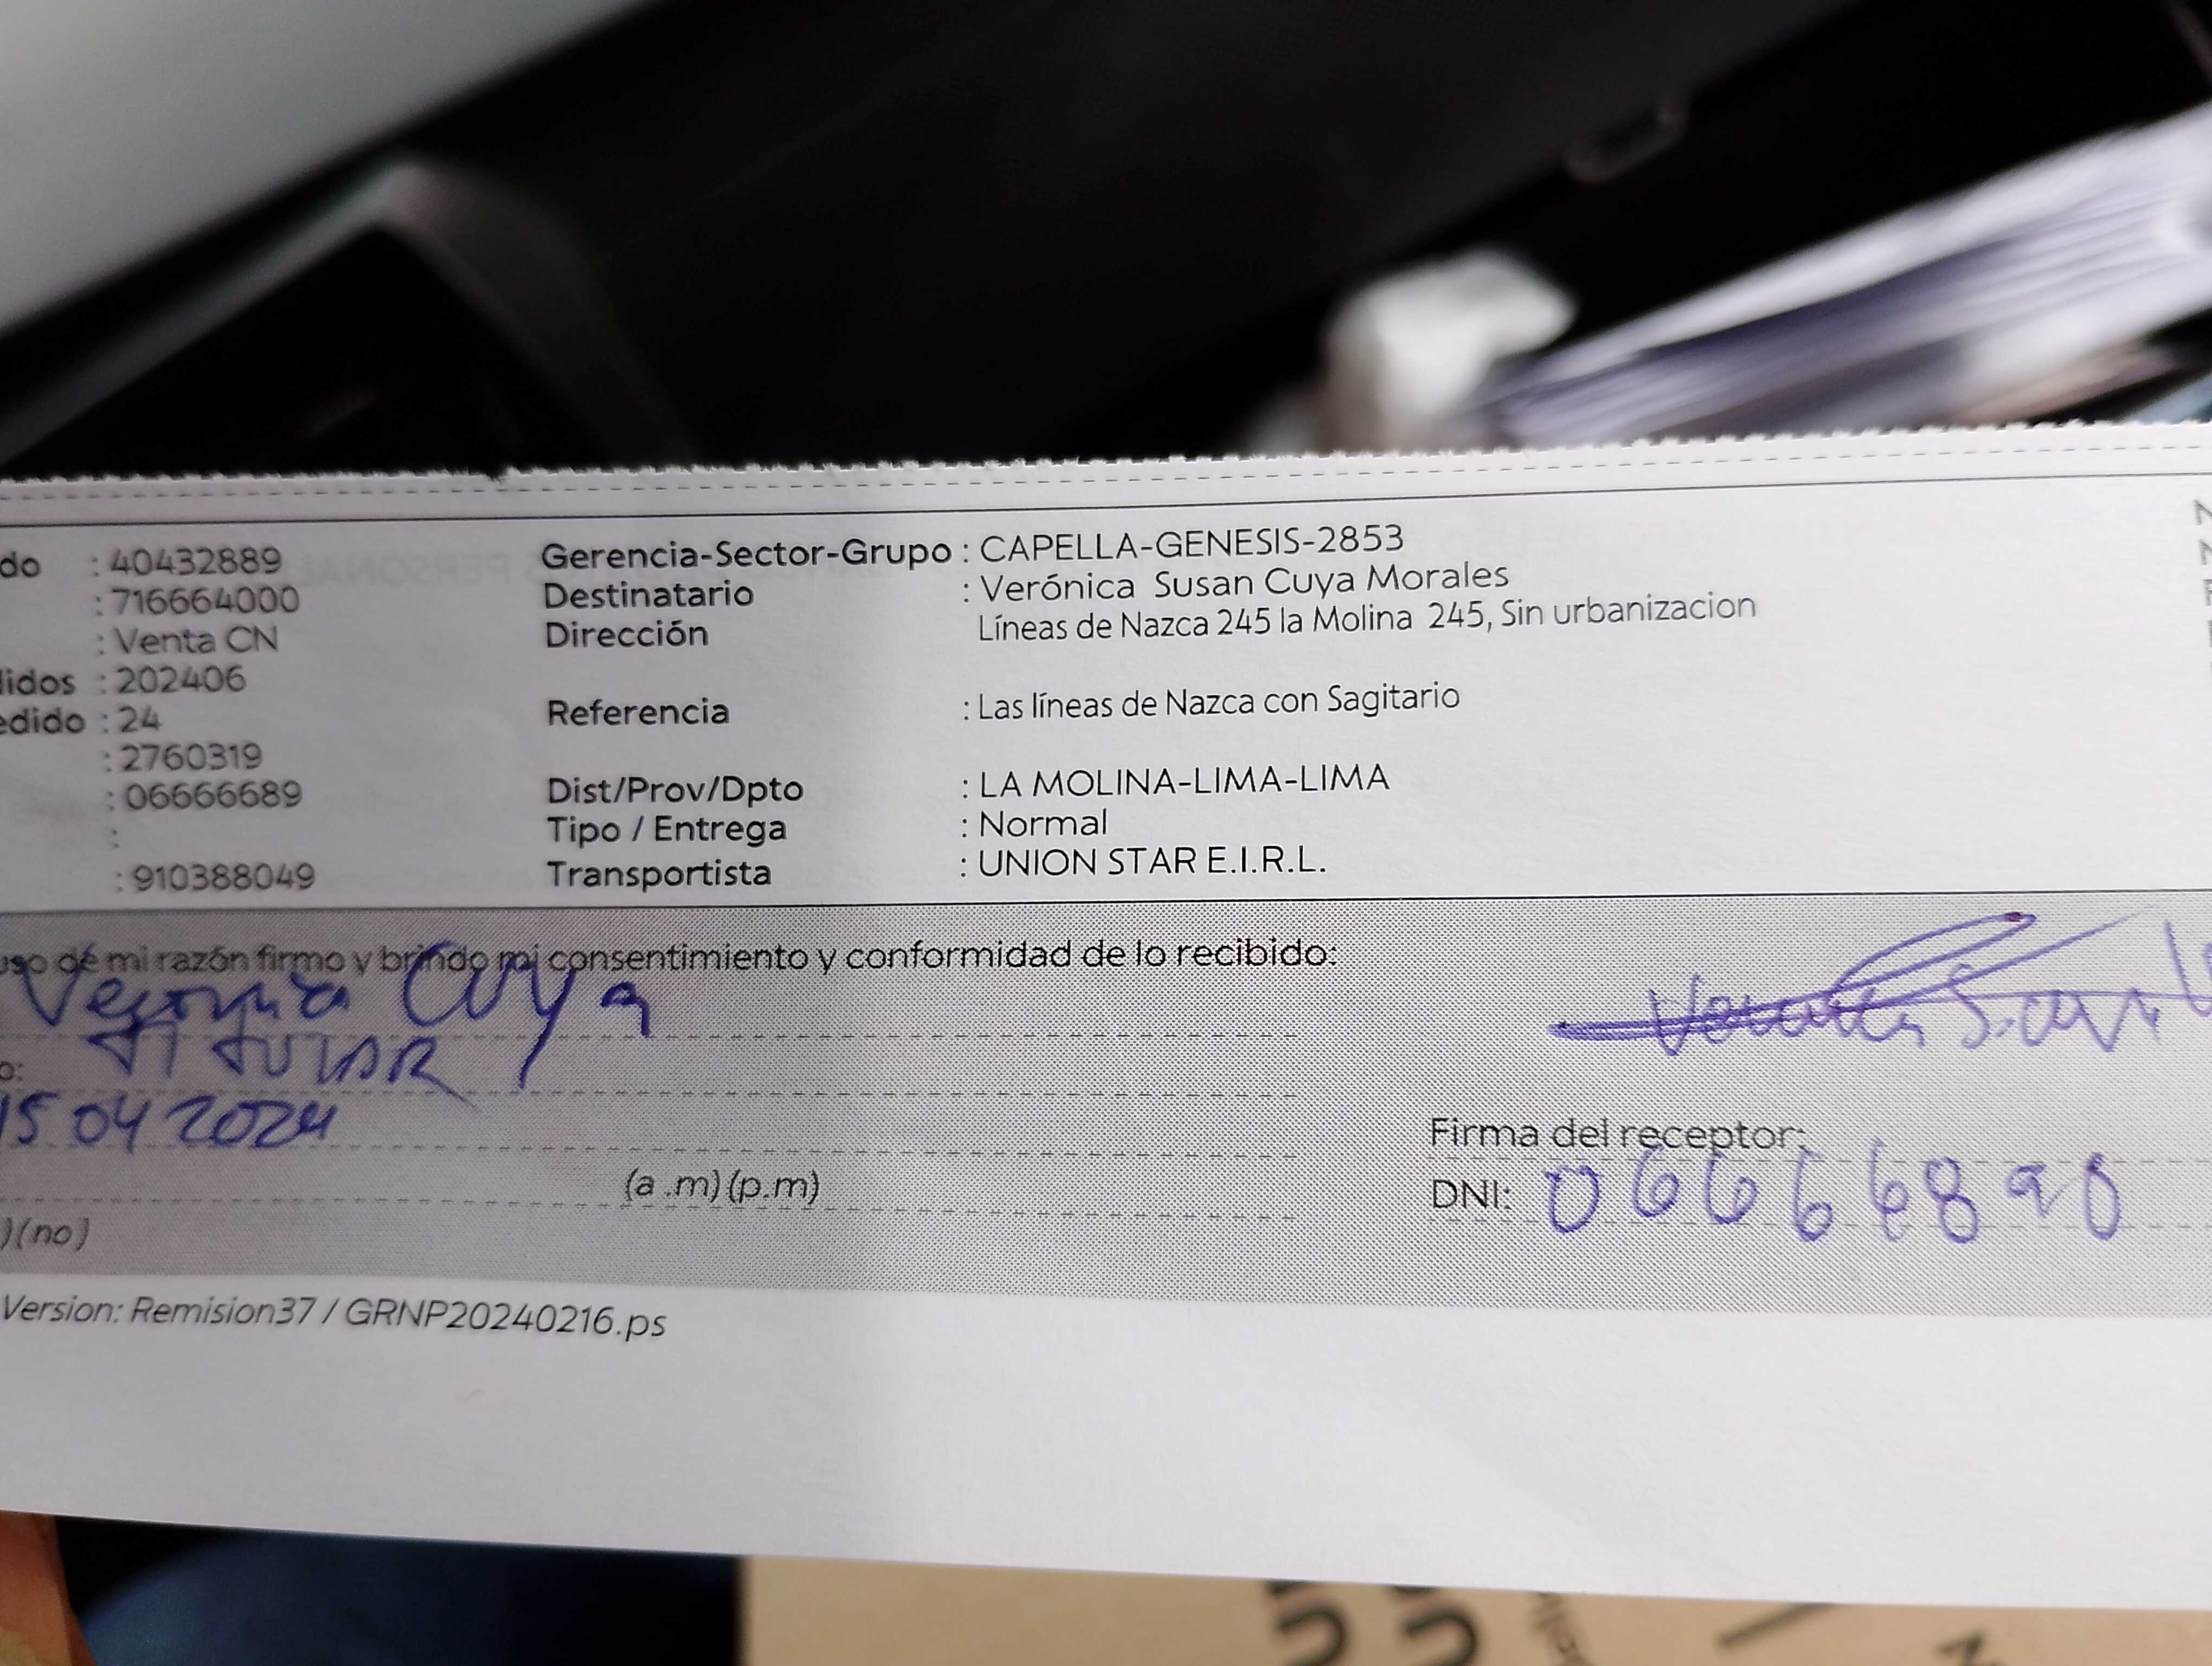 do : 40432889 Gerencia-Sector-Grupo : CAPELLA-GENESIS-2853
: 716664000 Destinatario : Verónica Susan Cuya Morales
: Venta CN Dirección Líneas de Nazca 245 la Molina 245, Sin urbanizacion
lidos : 202406
edido : 24 Referencia : Las líneas de Nazca con Sagitario
: 2760319
: 06666689 Dist/Prov/Dpto : LA MOLINA-LIMA-LIMA
: Tipo / Entrega : Normal
: 910388049 Transportista : UNION STAR E.I.R.L.
uso de mi razón firmo y brindo mi consentimiento y conformidad de lo recibido:
Veronica Cuya
o: TITULAR
15 04 2024
Firma del receptor:
(a .m) (p.m)
DNI: 06666890
)(no)
Version: Remision37 / GRNP20240216.ps